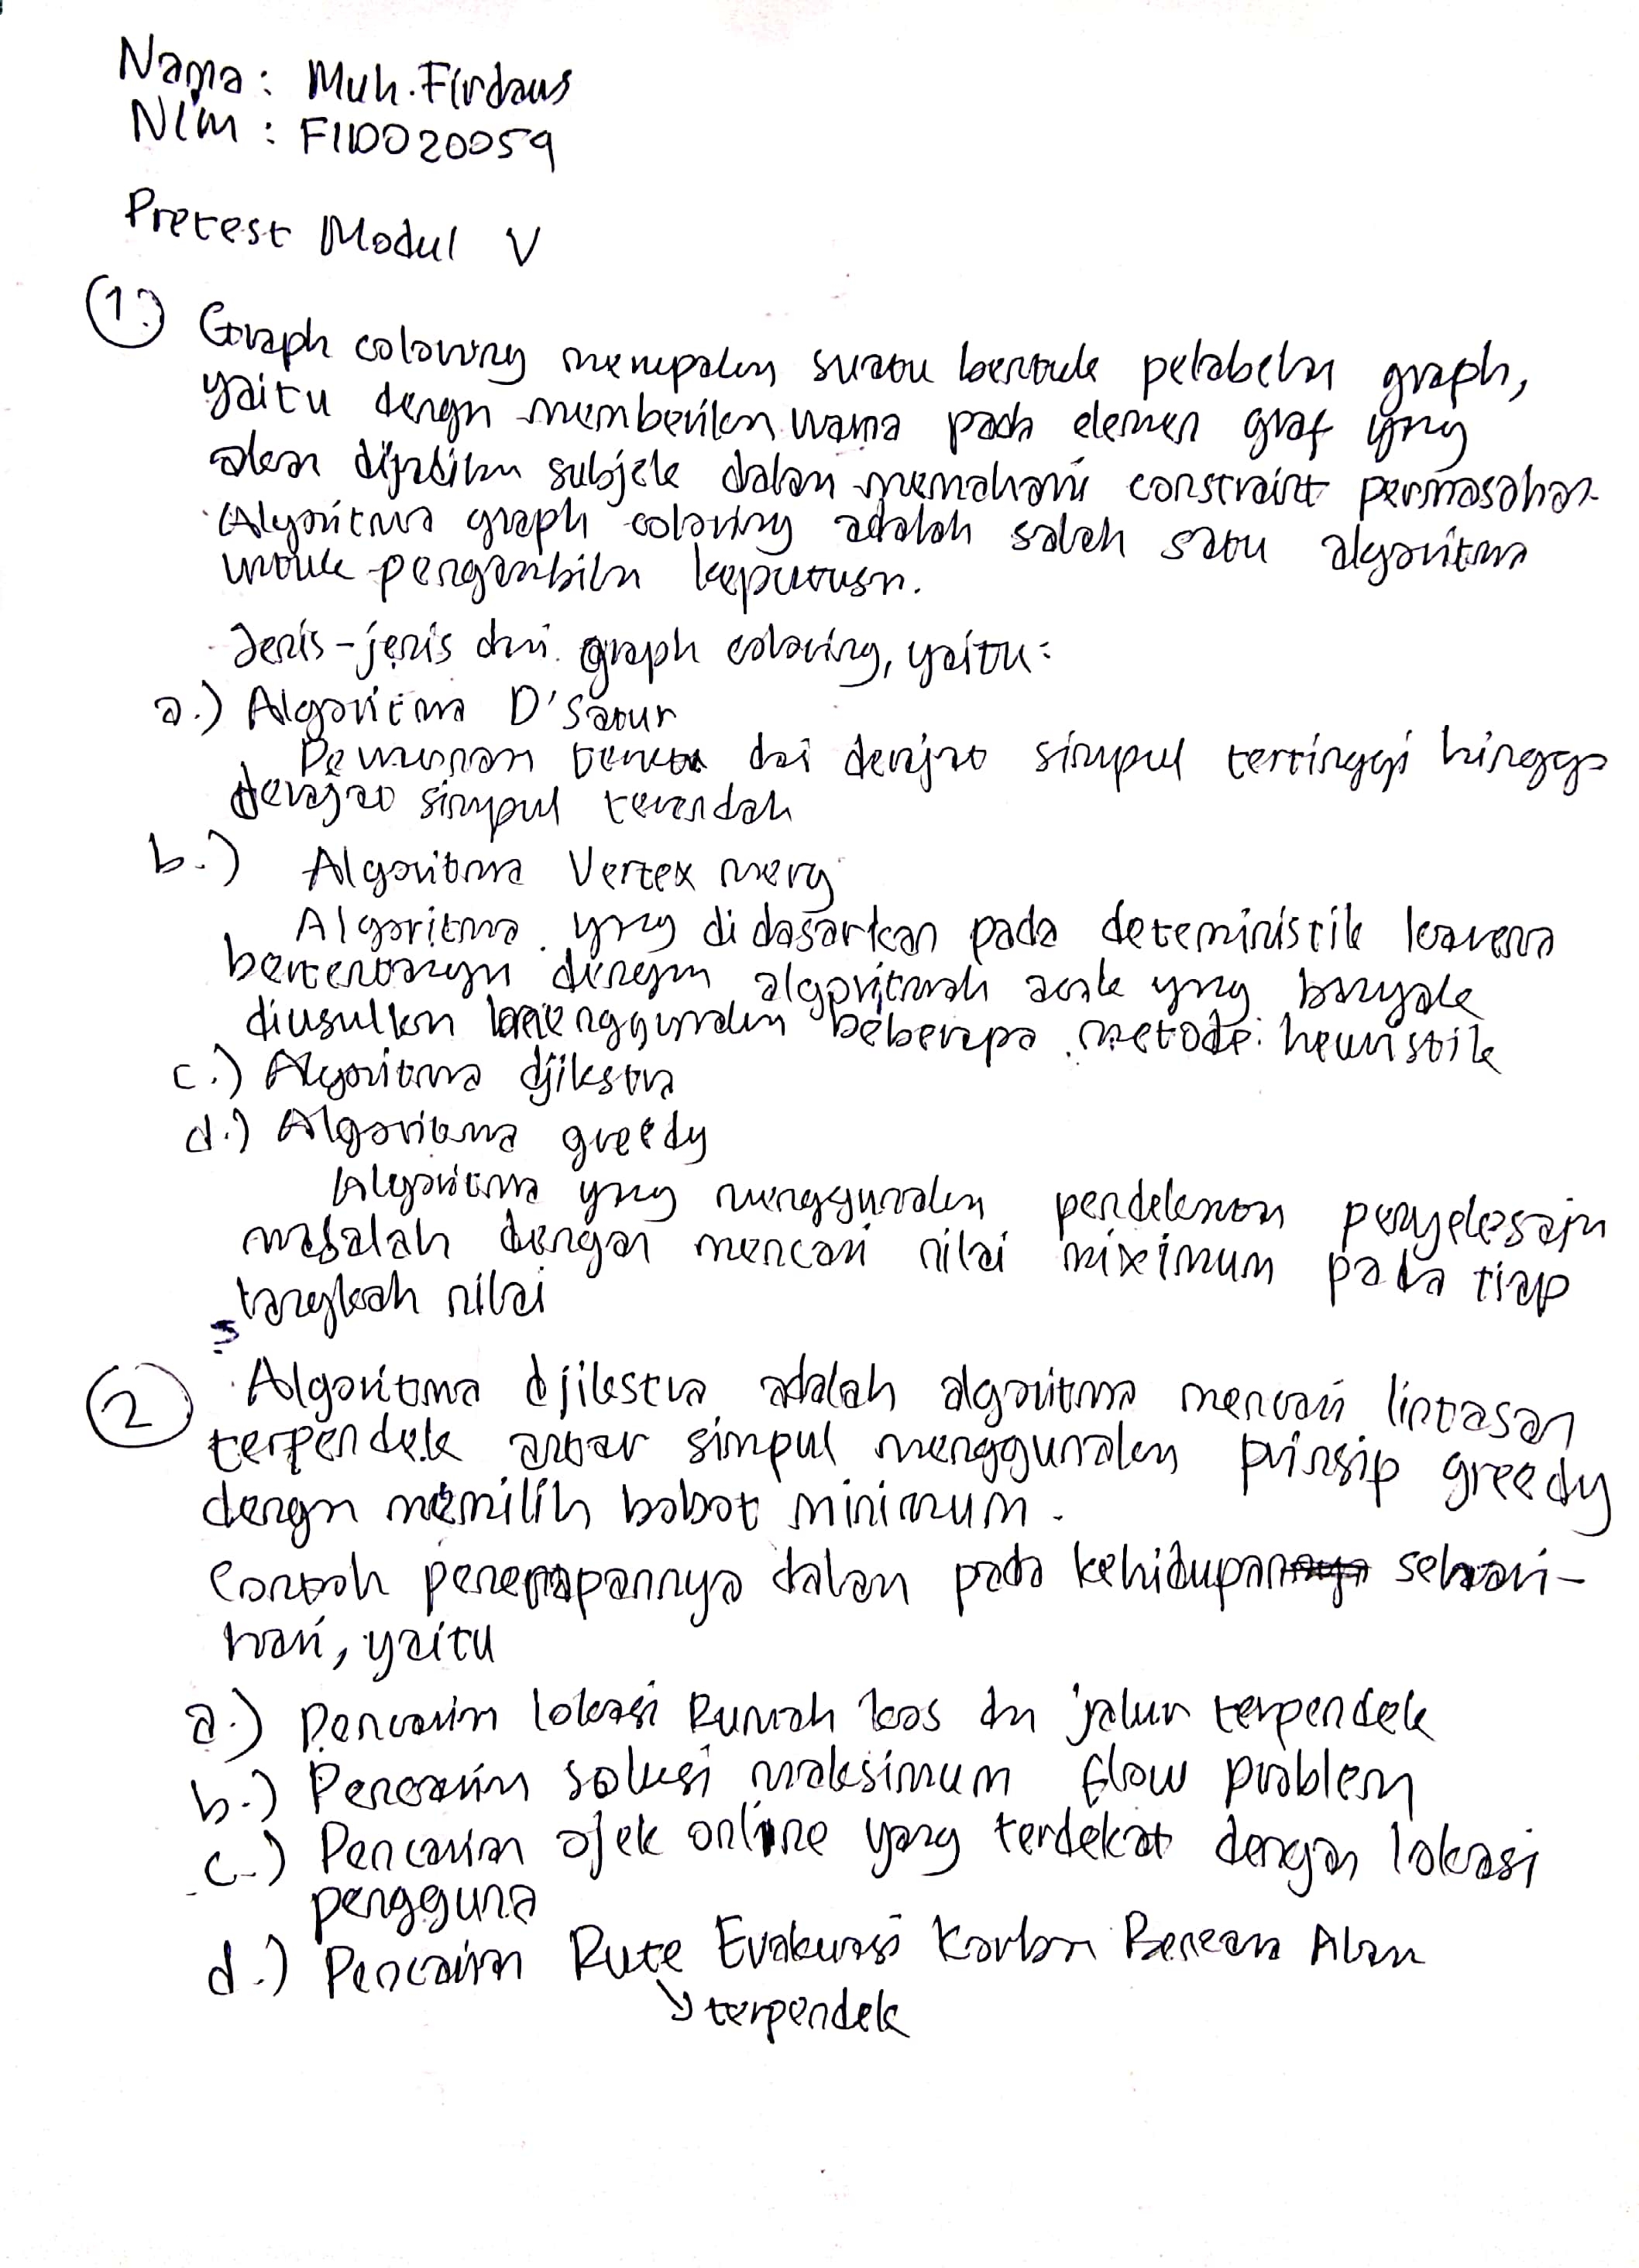 Nama : Muh. Firdaus
NIM : F1D020059
Pretest Modul V
1. Graph coloring merupakan suatu bentuk pelabelan graph,
yaitu dengan memberikan warna pada elemen graf yang
akan dijadikan subjek dalam memahami constraint permasahan.
Algoritma graph coloring adalah salah satu algoritma
untuk pengambilan keputusan.
Jenis-jenis dari graph coloring, yaitu:
a.) Algoritma D'Satur
dai derajat simpul tertinggi hingga
derajat simpul terendah
b.) Algoritma Vertex merg
Algoritma yang didasarkan pada deteministik karena
bertentangan dengan algoritmah acak yang banyak
diusulkan menggunakan beberapa metode heuristik
c.) Algoritma djikstra
d.) Algoritma greedy
Algoritma yang menggunakan pendekatan penyelesain
masalah dengan mencari nilai miximum pada tiap
langkah nilai
2 Algoritma djikstra adalah algoritma mencari lintasan
terpendek antar simpul menggunakan prinsip greedy
dengan memilih bobot minimum.
Contoh penerapannya dalam pada kehidupan sehari-
hari, yaitu
a.) Pencarian lokasi Rumah kos dan jalur terpendek
b.) Pencarian solusi maksimum flow problem
c.) Pencarian ojek online yang terdekat dengan lokasi
pengguna
d.) Pencarian Rute Evakuasi Korban Bencana Alam
terpendek